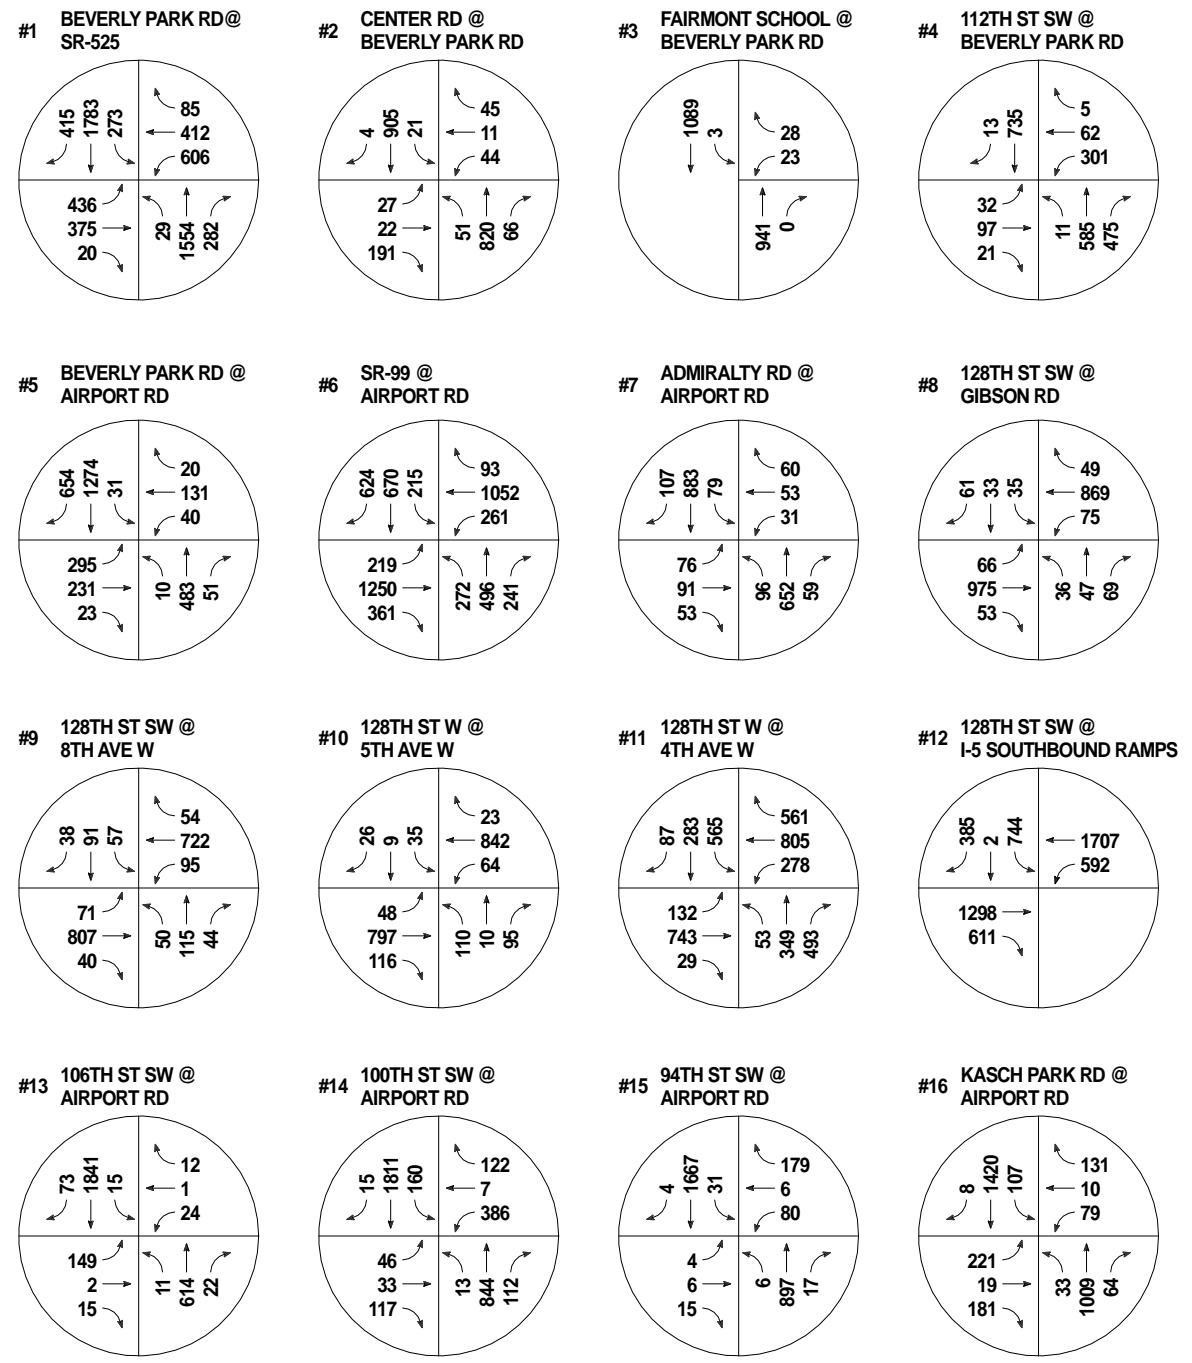 #1 BEVERLY PARK RD@
SR-525
415 1783 273
85
412
606
436
375
20
29 1554 282
#2 CENTER RD @
BEVERLY PARK RD
4 905 21
45
11
44
27
22
191
51 820 66
#3 FAIRMONT SCHOOL @
BEVERLY PARK RD
1089 3
28
23
941 0
#4 112TH ST SW @
BEVERLY PARK RD
13 735
5
62
301
32
97
21
11 585 475
#5 BEVERLY PARK RD @
AIRPORT RD
654 1274 31
20
131
40
295
231
23
10 483 51
#6 SR-99 @
AIRPORT RD
624 670 215
93
1052
261
219
1250
361
272 496 241
#7 ADMIRALTY RD @
AIRPORT RD
107 883 79
60
53
31
76
91
53
96 652 59
#8 128TH ST SW @
GIBSON RD
61 33 35
49
869
75
66
975
53
36 47 69
#9 128TH ST SW @
8TH AVE W
38 91 57
54
722
95
71
807
40
50 115 44
#10 128TH ST W @
5TH AVE W
26 9 35
23
842
64
48
797
116
110 10 95
#11 128TH ST W @
4TH AVE W
87 283 565
561
805
278
132
743
29
53 349 493
#12 128TH ST SW @
I-5 SOUTHBOUND RAMPS
385 2 744
1707
592
1298
611
#13 106TH ST SW @
AIRPORT RD
73 1841 15
12
1
24
149
2
15
11 614 22
#14 100TH ST SW @
AIRPORT RD
15 1811 160
122
7
386
46
33
117
13 844 112
#15 94TH ST SW @
AIRPORT RD
4 1667 31
179
6
80
4
6
15
6 897 17
#16 KASCH PARK RD @
AIRPORT RD
8 1420 107
131
10
79
221
19
181
33 1009 64